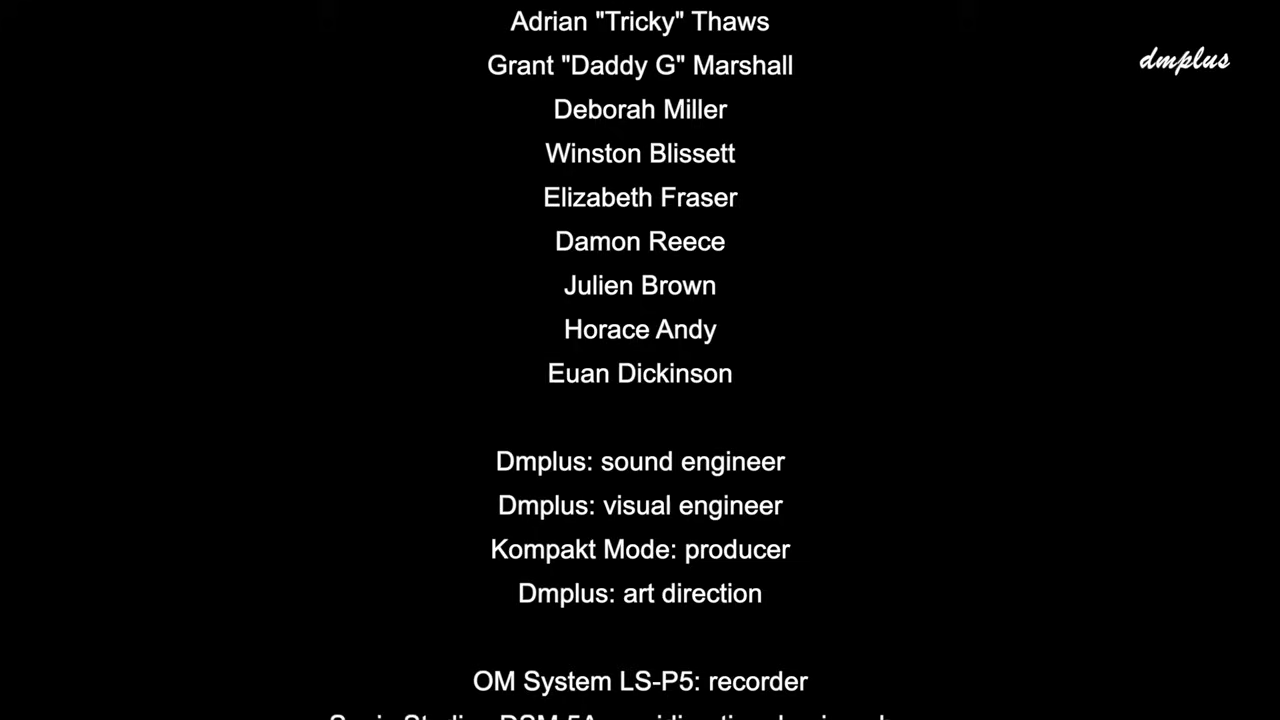 Adrian "Tricky" Thaws
dmplus
Grant "Daddy G" Marshall
Deborah Miller
Winston Blissett
Elizabeth Fraser
Damon Reece
Julien Brown
Horace Andy
Euan Dickinson
Dmplus: sound engineer
Dmplus: visual engineer
Kompakt Mode: producer
Dmplus: art direction
OM System LS-P5: recorder